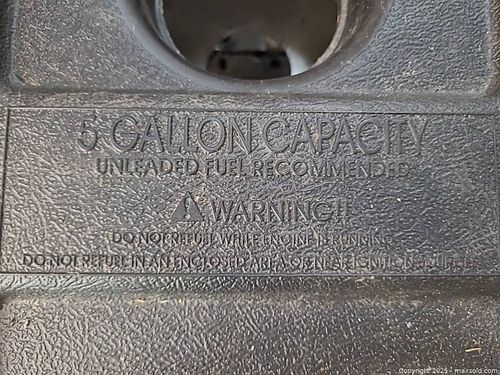 5 GALLON CAPACITY
UNLEADED FUEL RECOMMENDED
⚠ WARNING!!
DO NOT REFUEL WHILE ENGINE IS RUNNING
DO NOT REFUEL IN AN ENCLOSED AREA OR NEAR IGNITION SOURCES
Copyright 2025 - maxsold.com